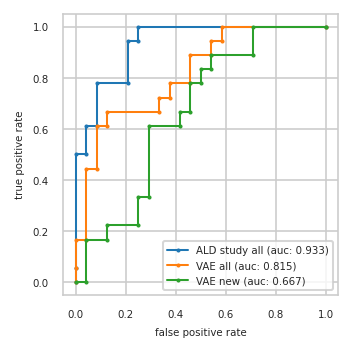 1.0
0.8
0.6
0.4
0.2
0.0
true positive rate
ALD study all (auc: 0.933)
VAE all (auc: 0.815)
VAE new (auc: 0.667)
0.0 0.2 0.4 0.6 0.8 1.0
false positive rate